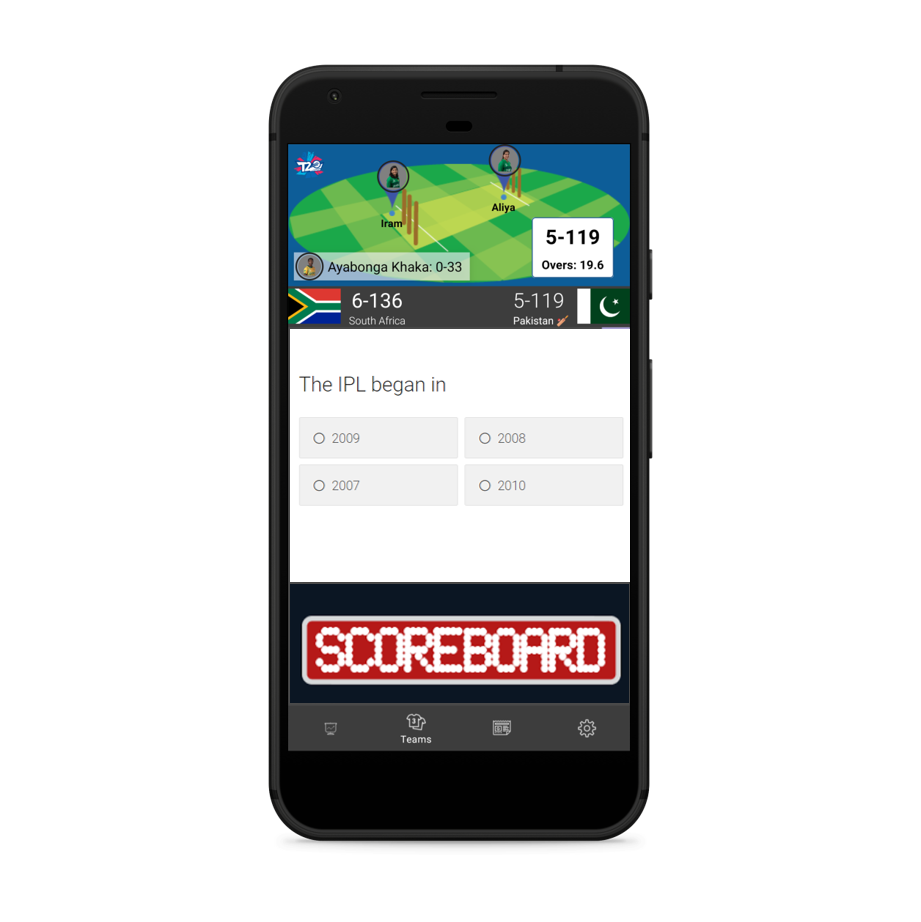 T20
Iram
Aliya
5-119
Overs: 19.6
Ayabonga Khaka: 0-33
6-136
South Africa
5-119
Pakistan
The IPL began in
2009
2008
2007
2010
SCOREBOARD
3
Teams